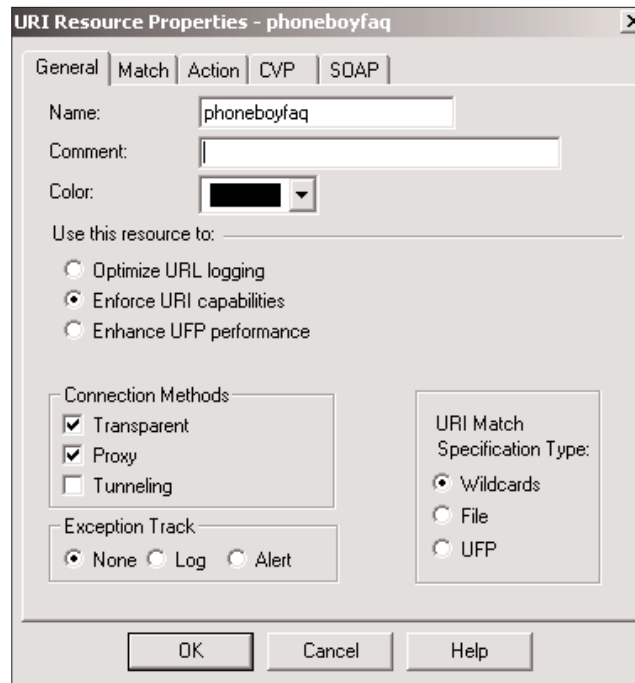 URI Resource Properties - phoneboyfaq
General Match Action CVP SOAP
Name: phoneboyfaq
Comment:
Color:
Use this resource to:
Optimize URL logging
Enforce URI capabilities
Enhance UFP performance
Connection Methods
Transparent
Proxy
Tunneling
Exception Track
None Log Alert
URI Match
Specification Type:
Wildcards
File
UFP
OK Cancel Help